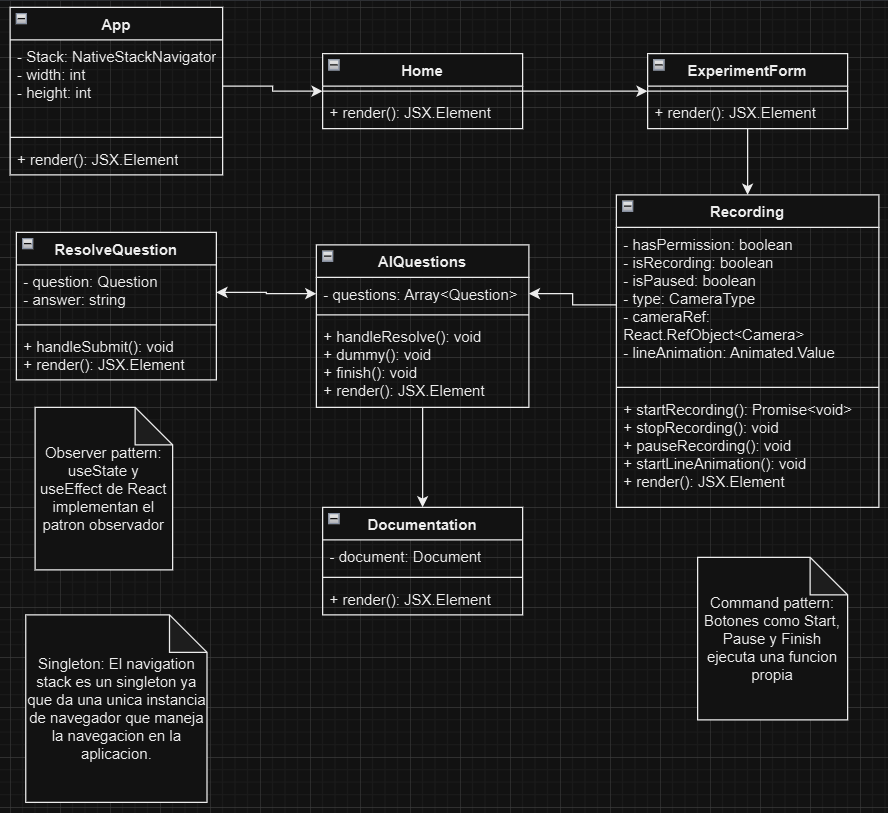 App
- Stack: NativeStackNavigator
- width: int
- height: int
+ render(): JSX.Element
Home
+ render(): JSX.Element
ExperimentForm
+ render(): JSX.Element
Recording
- hasPermission: boolean
- isRecording: boolean
- isPaused: boolean
- type: CameraType
- cameraRef:
React.RefObject<Camera>
- lineAnimation: Animated.Value
+ startRecording(): Promise<void>
+ stopRecording(): void
+ pauseRecording(): void
+ startLineAnimation(): void
+ render(): JSX.Element
AIQuestions
- questions: Array<Question>
+ handleResolve(): void
+ dummy(): void
+ finish(): void
+ render(): JSX.Element
ResolveQuestion
- question: Question
- answer: string
+ handleSubmit(): void
+ render(): JSX.Element
Documentation
- document: Document
+ render(): JSX.Element
Observer pattern:
useState y
useEffect de React
implementan el
patron observador
Singleton: El navigation
stack es un singleton ya
que da una unica instancia
de navegador que maneja
la navegacion en la
aplicacion.
Command pattern:
Botones como Start,
Pause y Finish
ejecuta una funcion
propia